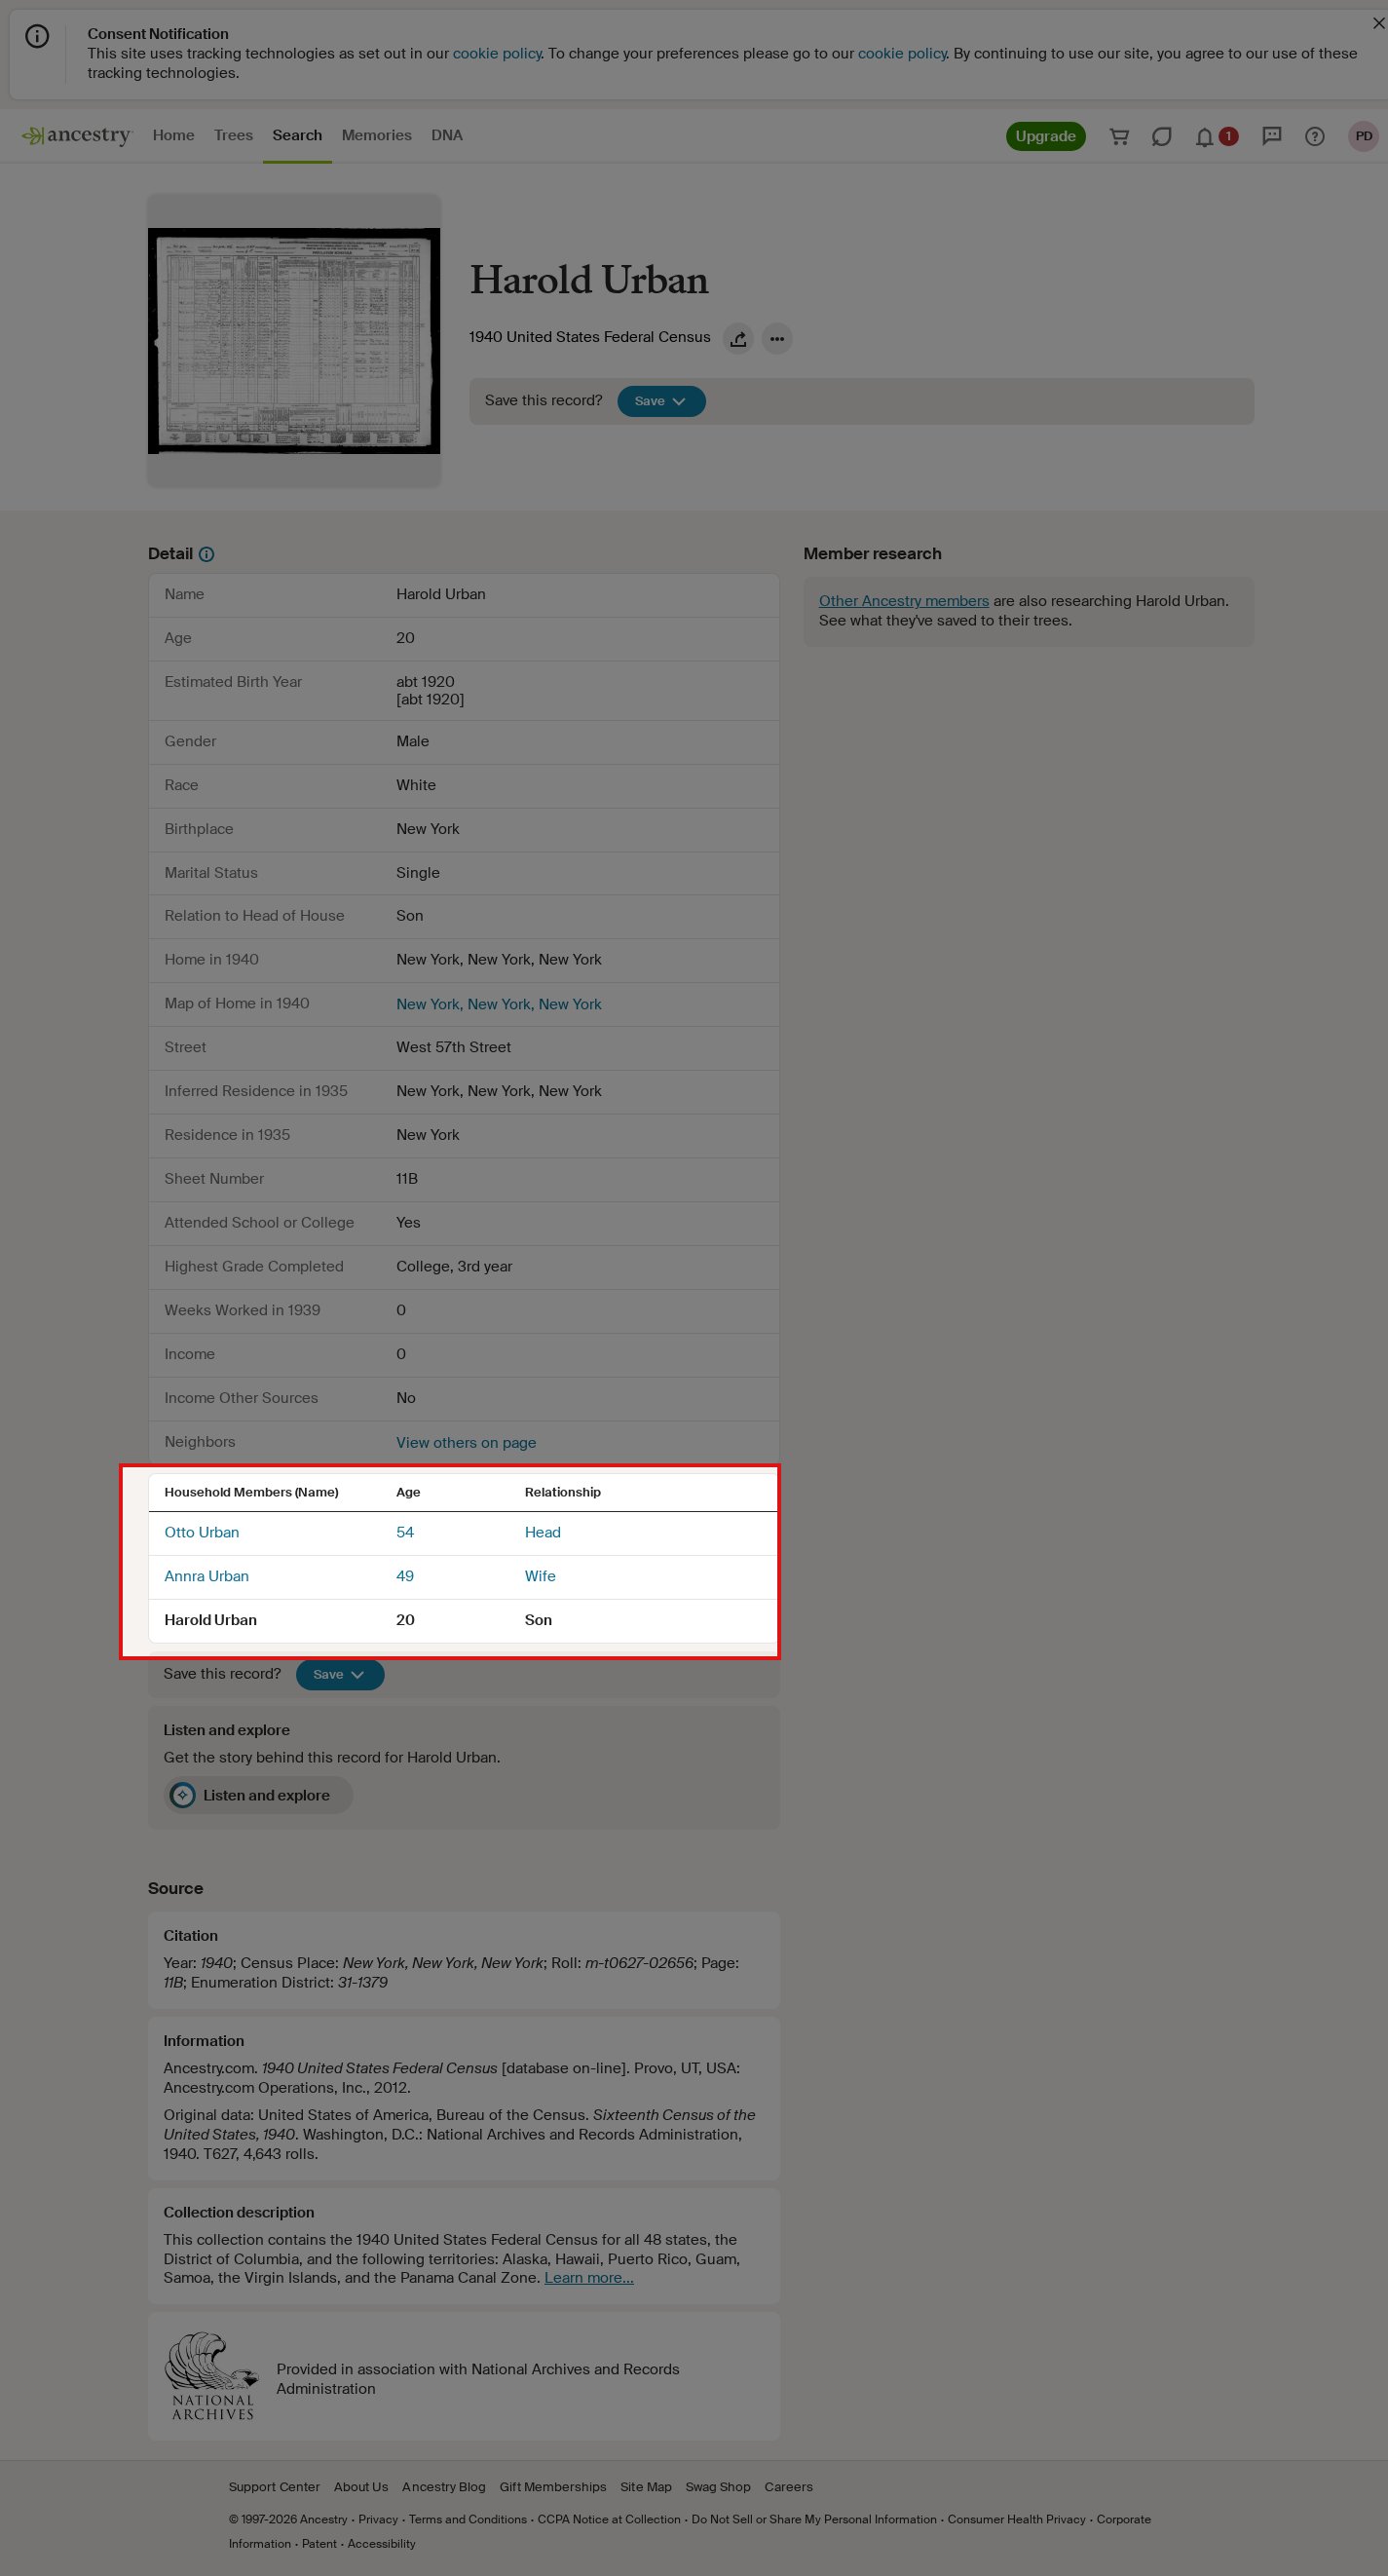 Consent Notification
This site uses tracking technologies as set out in our cookie policy. To change your preferences please go to our cookie policy. By continuing to use our site, you agree to our use of these
tracking technologies.
ancestry Home Trees Search Memories DNA Upgrade 1 PD
Harold Urban
1940 United States Federal Census
Save this record? Save
Detail
Member research
Other Ancestry members are also researching Harold Urban.
See what they've saved to their trees.
Name Harold Urban
Age 20
Estimated Birth Year abt 1920
[abt 1920]
Gender Male
Race White
Birthplace New York
Marital Status Single
Relation to Head of House Son
Home in 1940 New York, New York, New York
Map of Home in 1940 New York, New York, New York
Street West 57th Street
Inferred Residence in 1935 New York, New York, New York
Residence in 1935 New York
Sheet Number 11B
Attended School or College Yes
Highest Grade Completed College, 3rd year
Weeks Worked in 1939 0
Income 0
Income Other Sources No
Neighbors View others on page
Household Members (Name) Age Relationship
Otto Urban 54 Head
Annra Urban 49 Wife
Harold Urban 20 Son
Save this record? Save
Listen and explore
Get the story behind this record for Harold Urban.
Listen and explore
Source
Citation
Year: 1940; Census Place: New York, New York, New York; Roll: m-t0627-02656; Page:
11B; Enumeration District: 31-1379
Information
Ancestry.com. 1940 United States Federal Census [database on-line]. Provo, UT, USA:
Ancestry.com Operations, Inc., 2012.
Original data: United States of America, Bureau of the Census. Sixteenth Census of the
United States, 1940. Washington, D.C.: National Archives and Records Administration,
1940. T627, 4,643 rolls.
Collection description
This collection contains the 1940 United States Federal Census for all 48 states, the
District of Columbia, and the following territories: Alaska, Hawaii, Puerto Rico, Guam,
Samoa, the Virgin Islands, and the Panama Canal Zone. Learn more...
NATIONAL
ARCHIVES
Provided in association with National Archives and Records
Administration
Support Center About Us Ancestry Blog Gift Memberships Site Map Swag Shop Careers
© 1997-2026 Ancestry • Privacy • Terms and Conditions • CCPA Notice at Collection • Do Not Sell or Share My Personal Information • Consumer Health Privacy • Corporate
Information • Patent • Accessibility